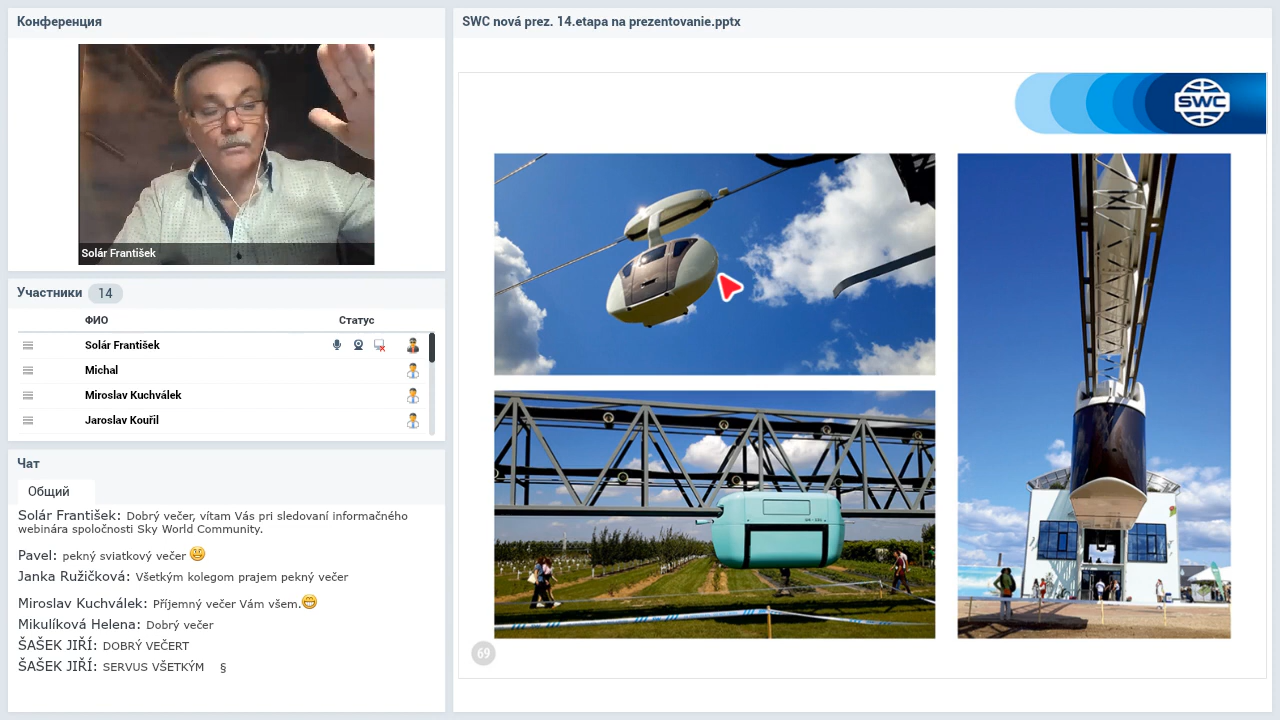 Конференция
Solár František
Участники 14
ФИО Статус
Solár František
Michal
Miroslav Kuchválek
Jaroslav Kouřil
Чат
Общий
Solár František: Dobrý večer, vítam Vás pri sledovaní informačného
webinára spoločnosti Sky World Community.
Pavel: pekný sviatkový večer
Janka Ružičková: Všetkým kolegom prajem pekný večer
Miroslav Kuchválek: Příjemný večer Vám všem.
Mikulíková Helena: Dobrý večer
ŠAŠEK JIŘÍ: DOBRÝ VEČERT
ŠAŠEK JIŘÍ: SERVUS VŠETKÝM §
SWC nová prez. 14.etapa na prezentovanie.pptx
SWC
69